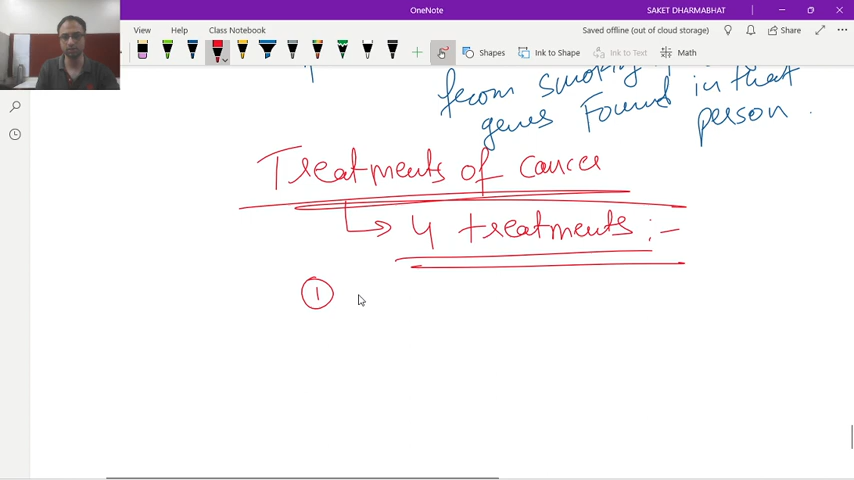 OneNote
SAKET DHARMABHAT
View Help Class Notebook
Saved offline (out of cloud storage) Share
Shapes Ink to Shape Ink to Text Math
from smoking
genes Found in that
person .
Treatments of cancer
4 treatments :-
1